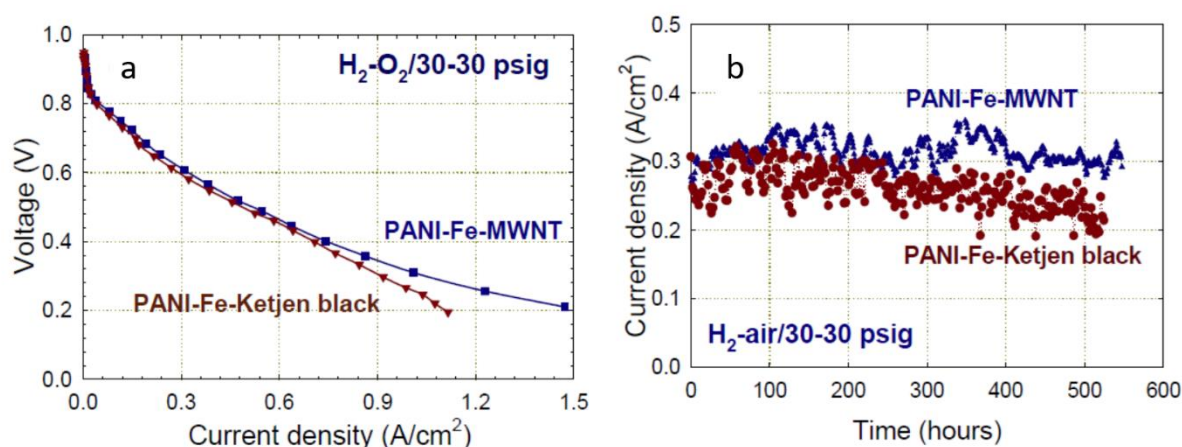 a
H₂-O₂/30-30 psig
PANI-Fe-MWNT
PANI-Fe-Ketjen black
Voltage (V)
1.0
0.8
0.6
0.4
0.2
0.0
0.0 0.3 0.6 0.9 1.2 1.5
Current density (A/cm²)
b
PANI-Fe-MWNT
PANI-Fe-Ketjen black
H₂-air/30-30 psig
Current density (A/cm²)
0.5
0.4
0.3
0.2
0.1
0.0
0 100 200 300 400 500 600
Time (hours)